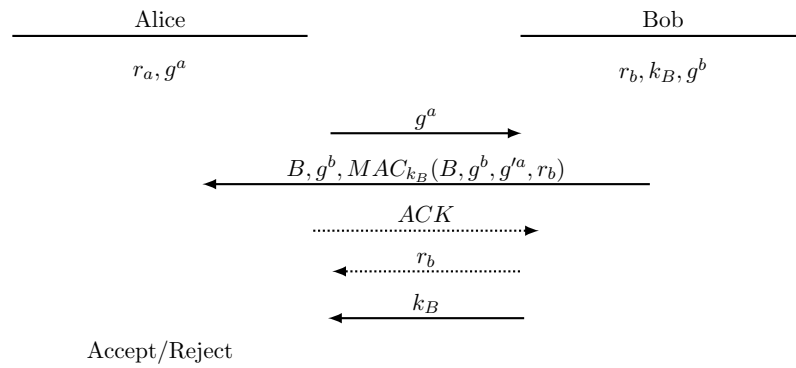 Alice Bob
r_a, g^a r_b, k_B, g^b
g^a
B, g^b, MAC_{k_B}(B, g^b, g'^a, r_b)
ACK
r_b
k_B
Accept/Reject